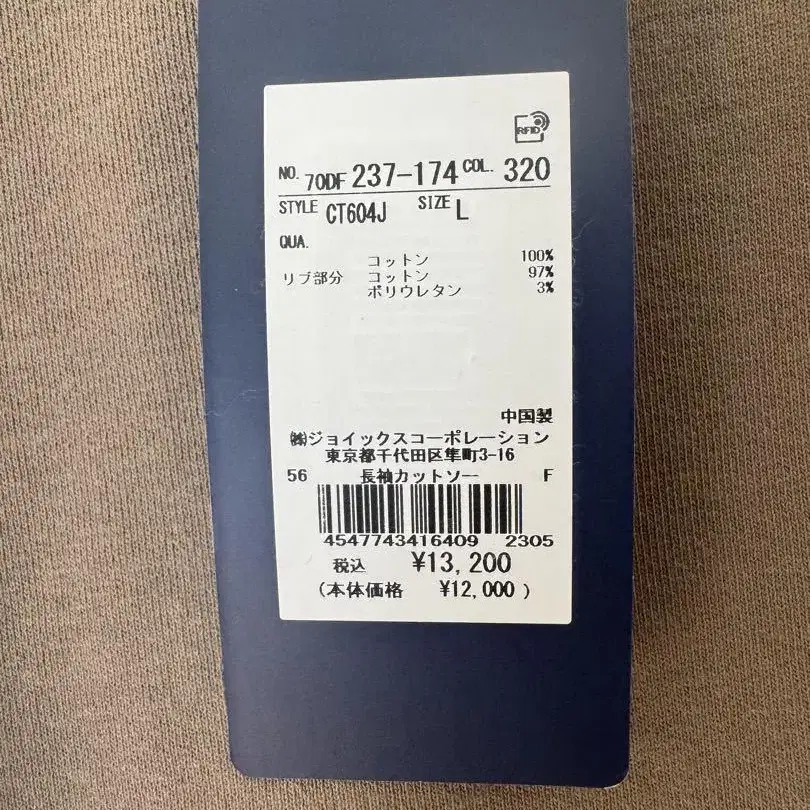 RFID
NO. 70DF 237-174 COL. 320
STYLE CT604J SIZE L
QUA.
コットン 100%
リブ部分 コットン 97%
ポリウレタン 3%
中国製
㈱ジョイックスコーポレーション
東京都千代田区隼町3-16
56 長袖カットソー F
4547743416409 2305
税込 ¥13,200
(本体価格 ¥12,000 )